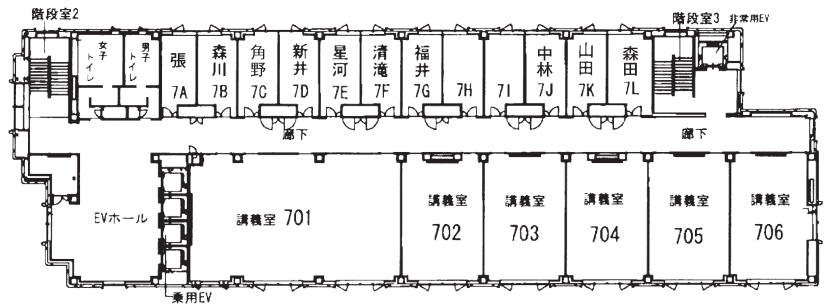 階段室2
階段室3
非常用EV
女子
トイレ
男子
トイレ
張
7A
森川
7B
角野
7C
新井
7D
星河
7E
清滝
7F
福井
7G
7H
7I
中林
7J
山田
7K
森田
7L
廊下
廊下
EVホール
講義室 701
講義室
702
講義室
703
講義室
704
講義室
705
講義室
706
乗用EV